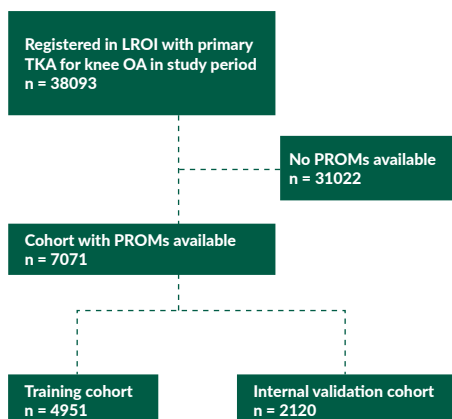 Registered in LROI with primary
TKA for knee OA in study period
n = 38093
No PROMs available
n = 31022
Cohort with PROMs available
n = 7071
Training cohort
n = 4951
Internal validation cohort
n = 2120